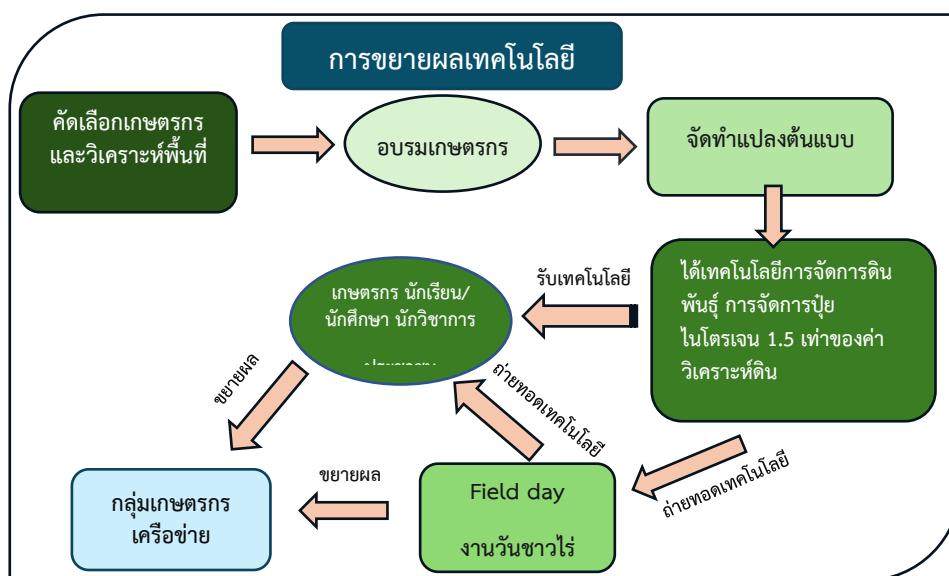 การขยายผลเทคโนโลยี
คัดเลือกเกษตรกร
และวิเคราะห์พื้นที่
อบรมเกษตรกร
จัดทำแปลงต้นแบบ
ได้เทคโนโลยีการจัดการดิน
พันธุ์ การจัดการปุ๋ย
ไนโตรเจน 1.5 เท่าของค่า
วิเคราะห์ดิน
รับเทคโนโลยี
เกษตรกร นักเรียน/
นักศึกษา นักวิชาการ
ขยายผล
ถ่ายทอดเทคโนโลยี
ถ่ายทอดเทคโนโลยี
Field day
งานวันชาวไร่
ขยายผล
กลุ่มเกษตรกร
เครือข่าย